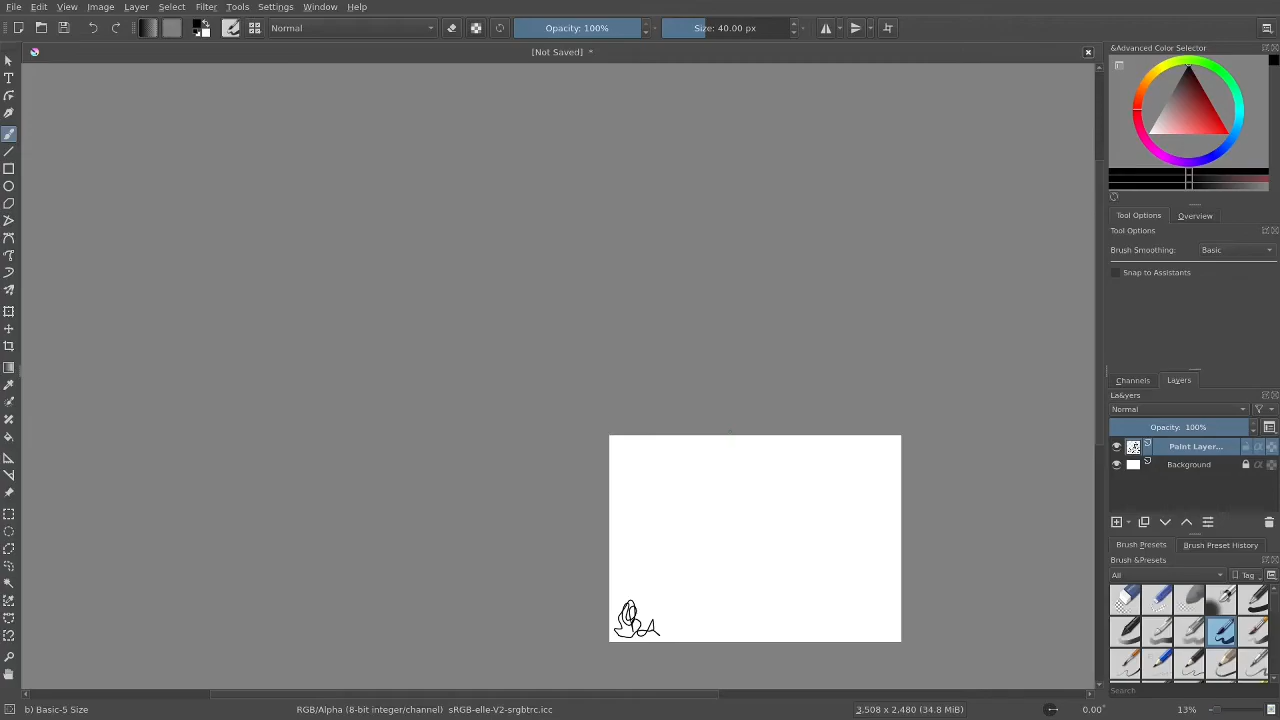 File Edit View Image Layer Select Filter Tools Settings Window Help
Normal Opacity: 100% Size: 40.00 px
[Not Saved] *
&Advanced Color Selector
Tool Options Overview
Tool Options
Brush Smoothing: Basic
Snap to Assistants
Channels Layers
La&yers
Normal
Opacity: 100%
Paint Layer...
Background
Brush Presets Brush Preset History
Brush &Presets
All Tag
Search
b) Basic-5 Size RGB/Alpha (8-bit integer/channel) sRGB-elle-V2-srgbtrc.icc 3,508 x 2,480 (34.8 MiB) 0.00° 13%